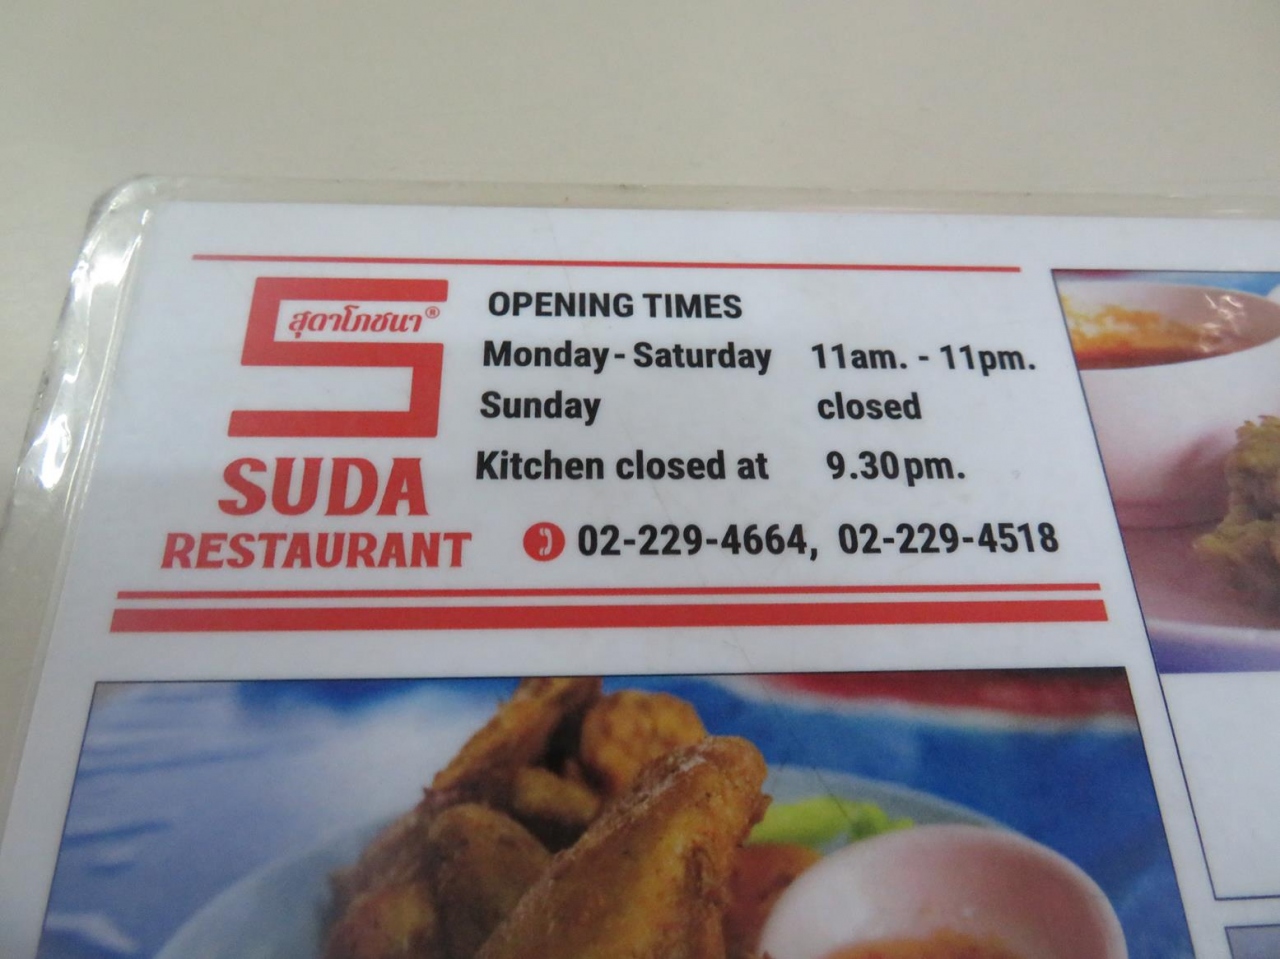 สุดาโภชนา®
SUDA
RESTAURANT
OPENING TIMES
Monday - Saturday 11am. - 11pm.
Sunday closed
Kitchen closed at 9.30pm.
02-229-4664, 02-229-4518